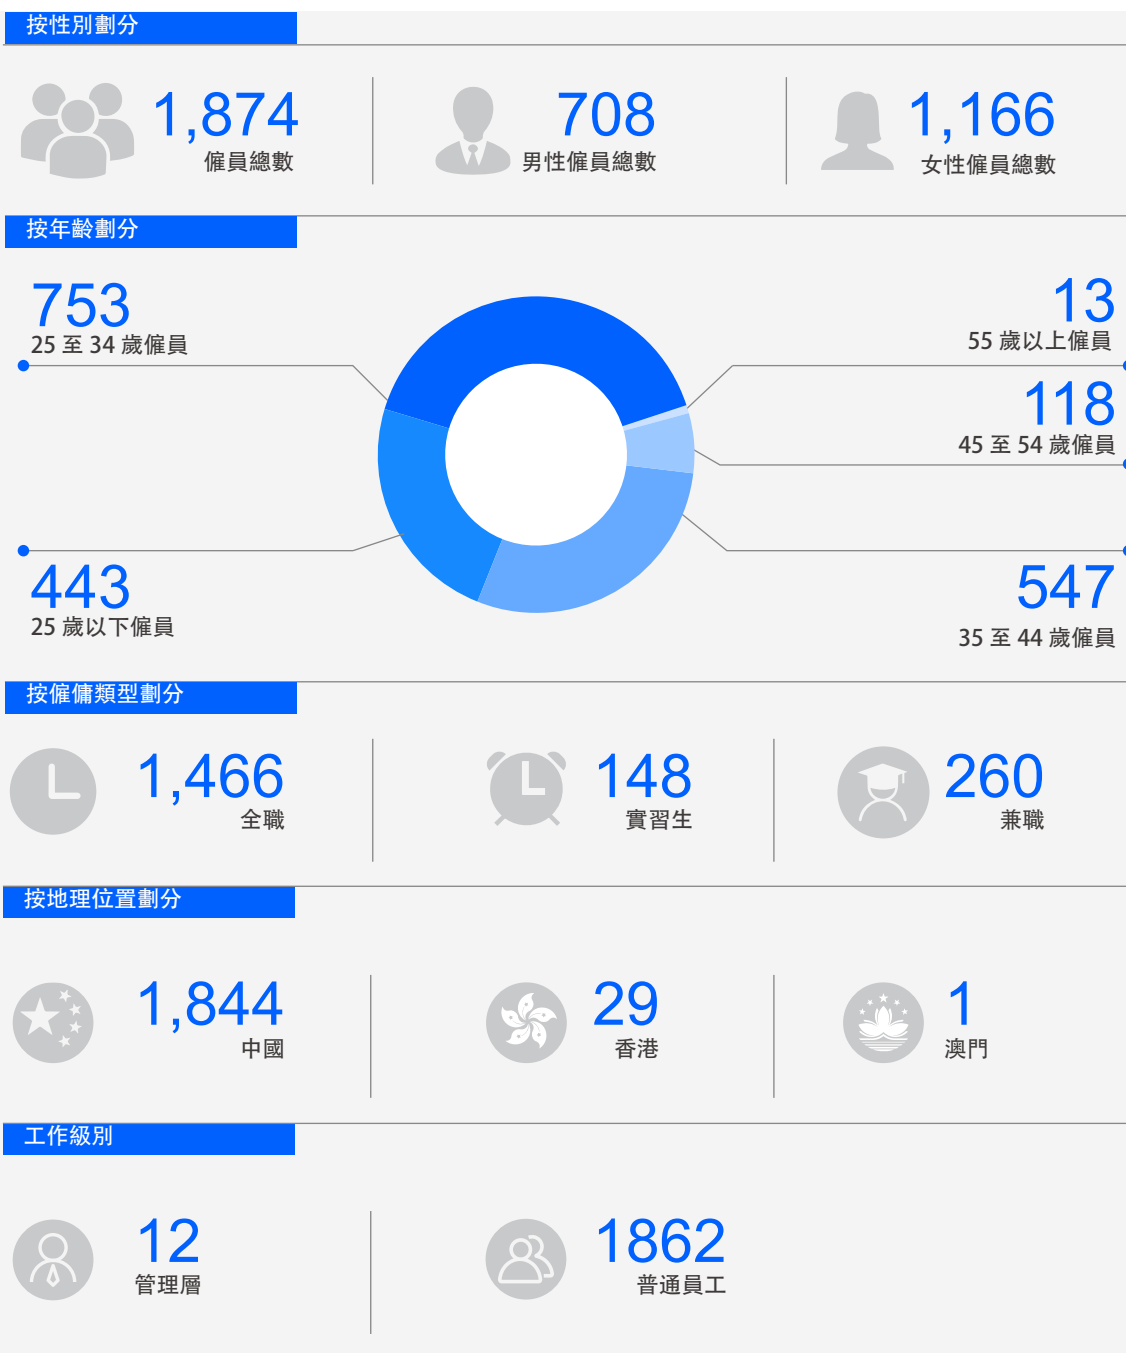 按性別劃分
1,874
僱員總數
708
男性僱員總數
1,166
女性僱員總數
按年齡劃分
753
25 至 34 歲僱員
13
55 歲以上僱員
118
45 至 54 歲僱員
443
25 歲以下僱員
547
35 至 44 歲僱員
按僱傭類型劃分
1,466
全職
148
實習生
260
兼職
按地理位置劃分
1,844
中國
29
香港
1
澳門
工作級別
12
管理層
1862
普通員工